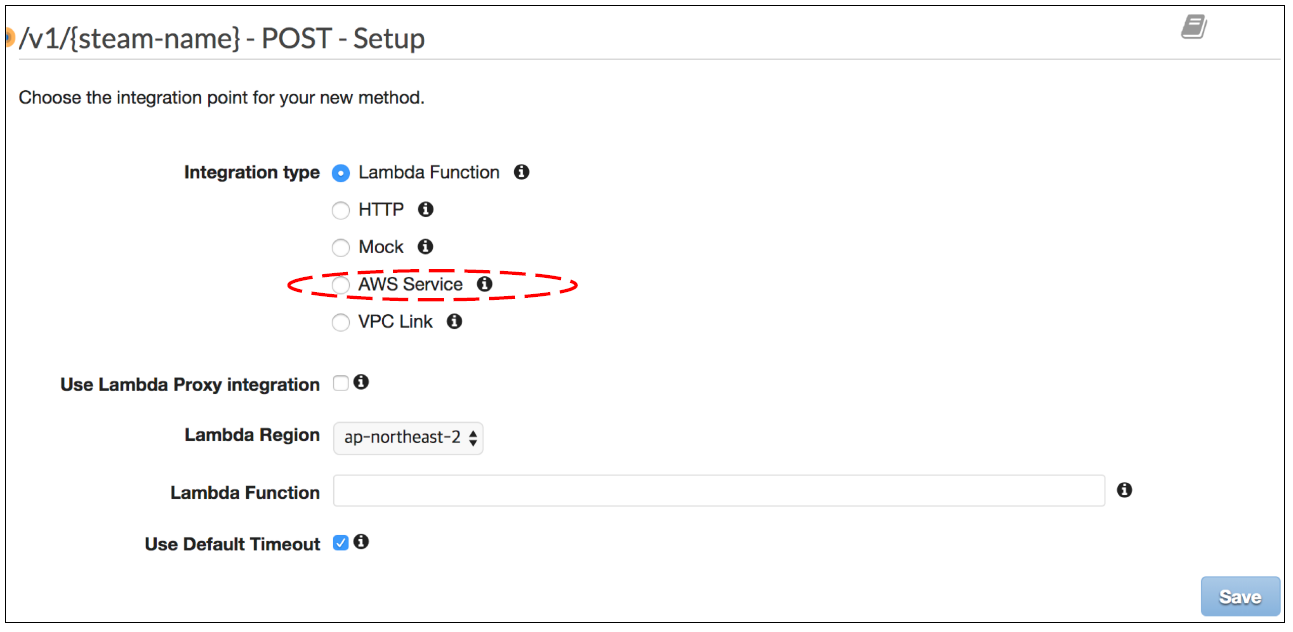 /v1/{steam-name} - POST - Setup
Choose the integration point for your new method.
Integration type Lambda Function
HTTP
Mock
AWS Service
VPC Link
Use Lambda Proxy integration
Lambda Region ap-northeast-2
Lambda Function
Use Default Timeout
Save